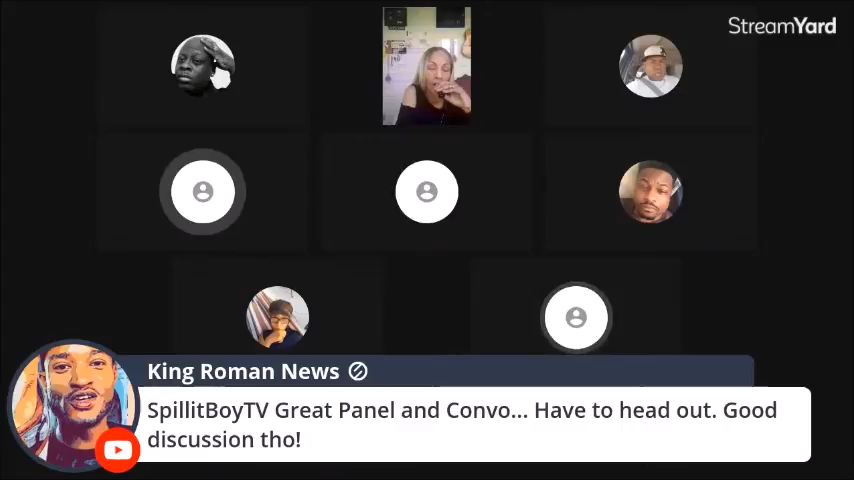 StreamYard
King Roman News
SpillitBoyTV Great Panel and Convo... Have to head out. Good
discussion tho!